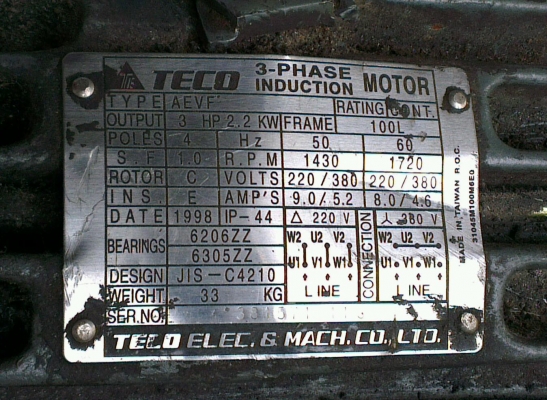 TECO 3-PHASE INDUCTION MOTOR
TYPE AEVF RATING CONT.
OUTPUT 3 HP 2.2 KW FRAME 100L
POLES 4 Hz 50 60
S.F 1.0 R.P.M 1430 1720
ROTOR C VOLTS 220/380 220/380
INS. E AMP'S 9.0/5.2 8.0/4.6
DATE 1998 IP-44 △ 220 V 人 380 V
BEARINGS 6206ZZ
6305ZZ
CONNECTION
W2 U2 V2 W2 U2 V2
U1 V1 W1 U1 V1 W1
DESIGN JIS-C4210
LINE LINE
WEIGHT 33 KG
SER.NO.
TECO ELEC. & MACH. CO., LTD.
MADE IN TAIWAN R.O.C.
31045M100M6E0